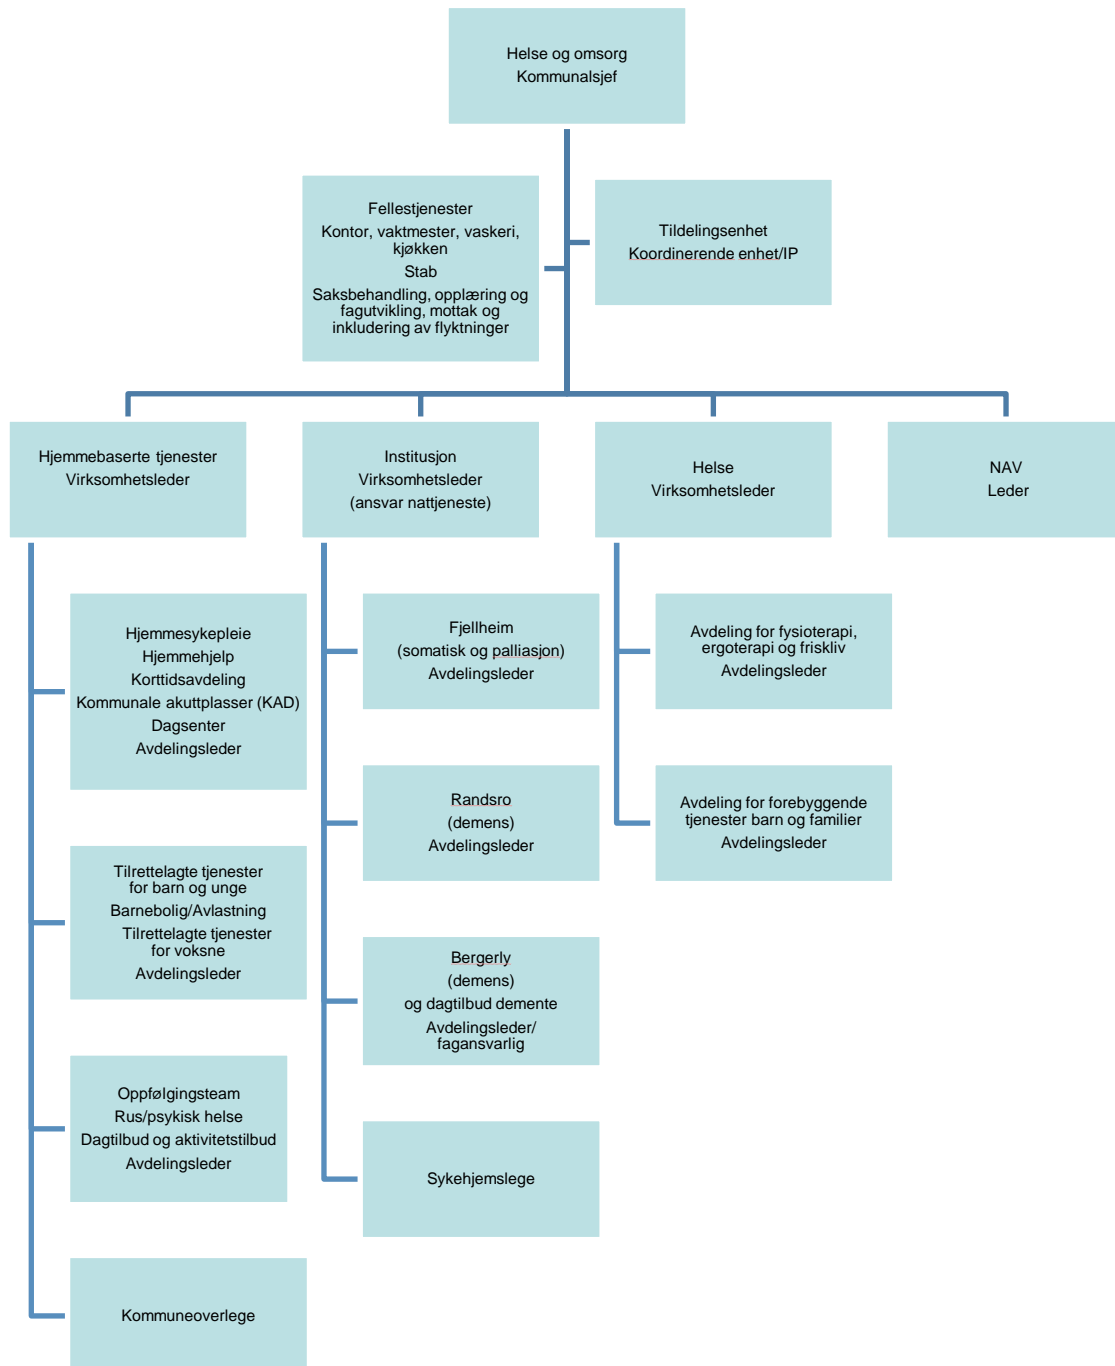 Helse og omsorg
Kommunalsjef
Fellestjenester
Kontor, vaktmester, vaskeri,
kjøkken
Stab
Saksbehandling, opplæring og
fagutvikling, mottak og
inkludering av flyktninger
Tildelingsenhet
Koordinerende enhet/IP
Hjemmebaserte tjenester
Virksomhetsleder
Institusjon
Virksomhetsleder
(ansvar nattjeneste)
Helse
Virksomhetsleder
NAV
Leder
Hjemmesykepleie
Hjemmehjelp
Korttidsavdeling
Kommunale akuttplasser (KAD)
Dagsenter
Avdelingsleder
Tilrettelagte tjenester
for barn og unge
Barnebolig/Avlastning
Tilrettelagte tjenester
for voksne
Avdelingsleder
Oppfølgingsteam
Rus/psykisk helse
Dagtilbud og aktivitetstilbud
Avdelingsleder
Kommuneoverlege
Fjellheim
(somatisk og palliasjon)
Avdelingsleder
Randsro
(demens)
Avdelingsleder
Bergerly
(demens)
og dagtilbud demente
Avdelingsleder/
fagansvarlig
Sykehjemslege
Avdeling for fysioterapi,
ergoterapi og friskliv
Avdelingsleder
Avdeling for forebyggende
tjenester barn og familier
Avdelingsleder